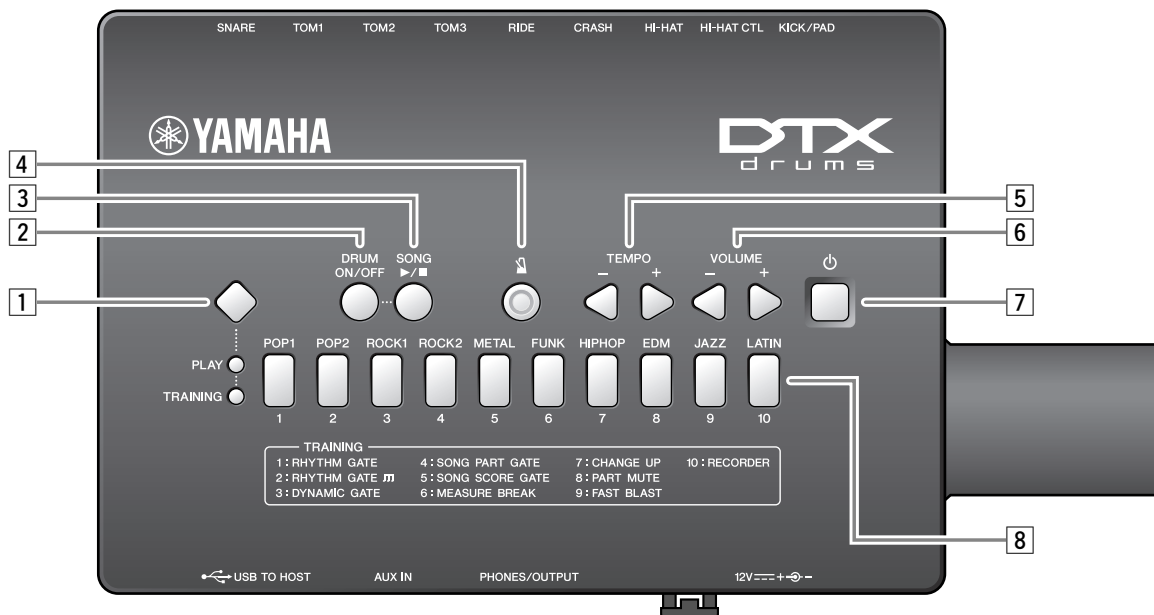 SNARE TOM1 TOM2 TOM3 RIDE CRASH HI-HAT HI-HAT CTL KICK/PAD
YAMAHA
DTX
drums
4
3
2
1
5
6
7
8
DRUM ON/OFF
SONG ►/■
TEMPO
− +
VOLUME
− +
PLAY
TRAINING
POP1 POP2 ROCK1 ROCK2 METAL FUNK HIPHOP EDM JAZZ LATIN
1 2 3 4 5 6 7 8 9 10
TRAINING
1 : RHYTHM GATE
2 : RHYTHM GATE
3 : DYNAMIC GATE
4 : SONG PART GATE
5 : SONG SCORE GATE
6 : MEASURE BREAK
7 : CHANGE UP
8 : PART MUTE
9 : FAST BLAST
10 : RECORDER
USB TO HOST AUX IN PHONES/OUTPUT 12V + −